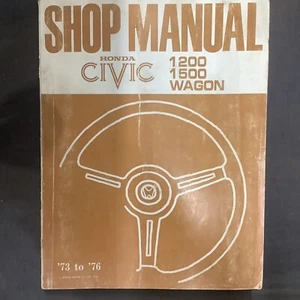 SHOP MANUAL
HONDA
CIVIC
1200
1500
WAGON
'73 to '76